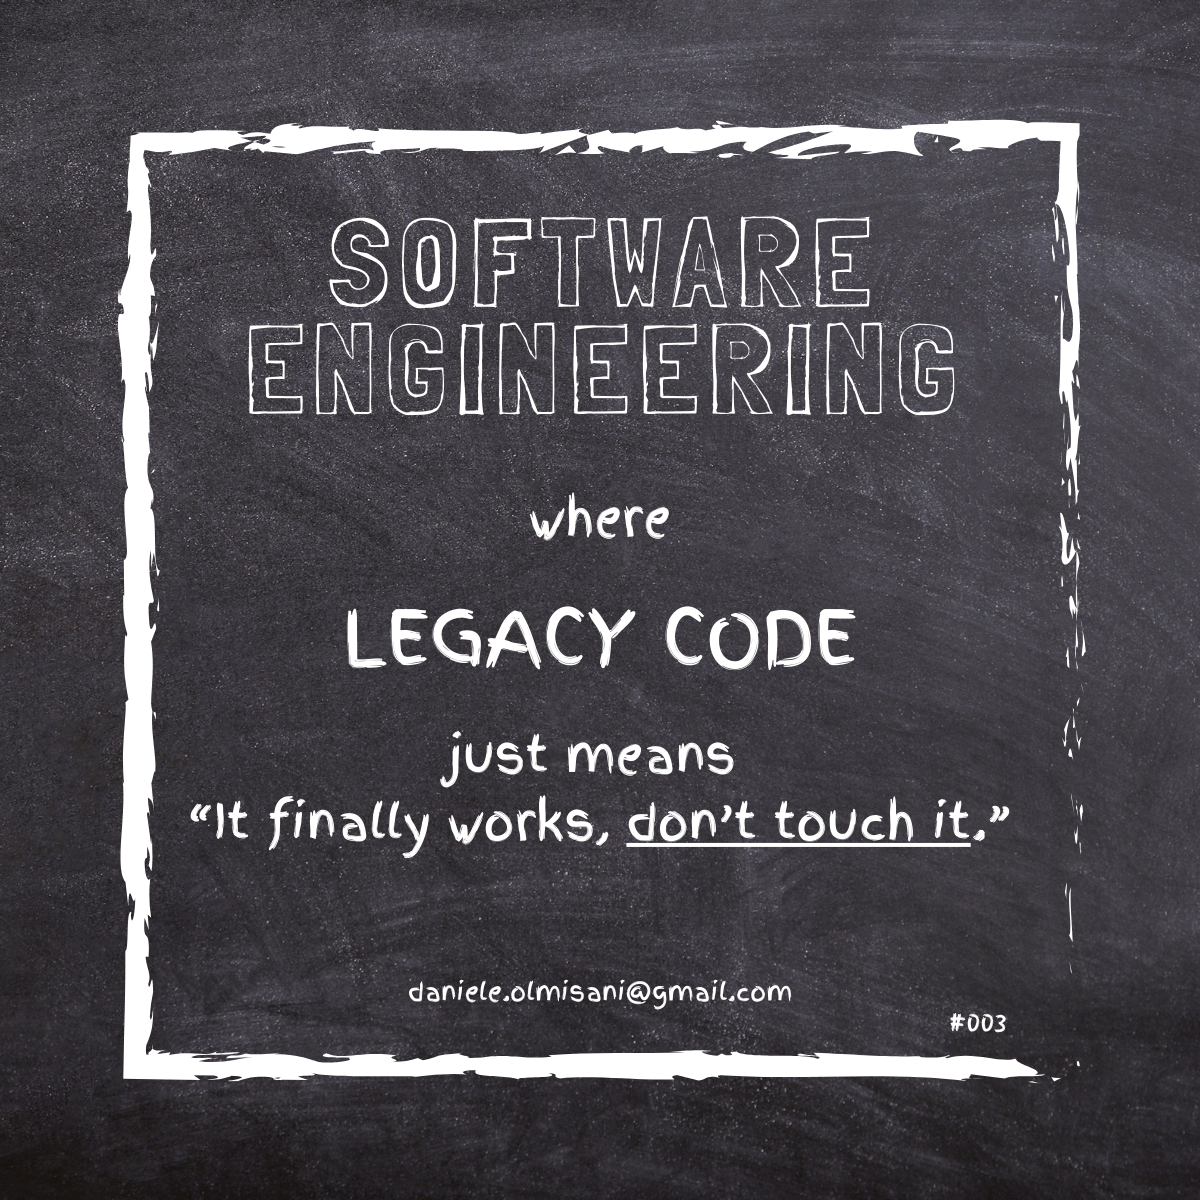 SOFTWARE
ENGINEERING
where
LEGACY CODE
just means
“It finally works, don’t touch it.”
daniele.olmisani@gmail.com
#003